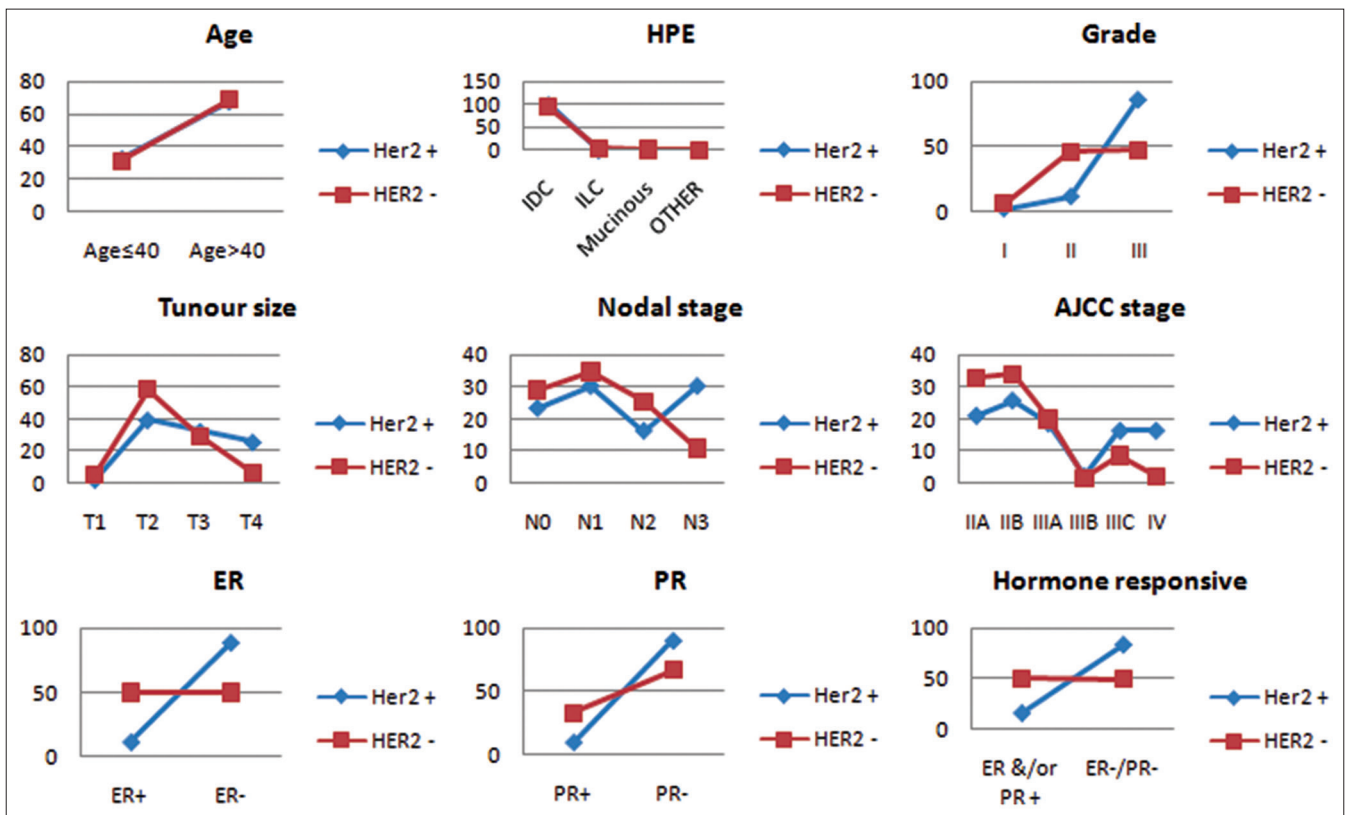 Age
80
60
40
20
0
Age≤40 Age>40
Her2 +
HER2 -
HPE
150
100
50
0
IDC
ILC
Mucinous
OTHER
Her2 +
HER2 -
Grade
100
50
0
I II III
Her2 +
HER2 -
Tunour size
80
60
40
20
0
T1 T2 T3 T4
Her2 +
HER2 -
Nodal stage
40
30
20
10
0
N0 N1 N2 N3
Her2 +
HER2 -
AJCC stage
40
30
20
10
0
IIA IIB IIIA IIIB IIIC IV
Her2 +
HER2 -
ER
100
50
0
ER+ ER-
Her2 +
HER2 -
PR
100
50
0
PR+ PR-
Her2 +
HER2 -
Hormone responsive
100
50
0
ER &/or ER-/PR-
PR +
Her2 +
HER2 -